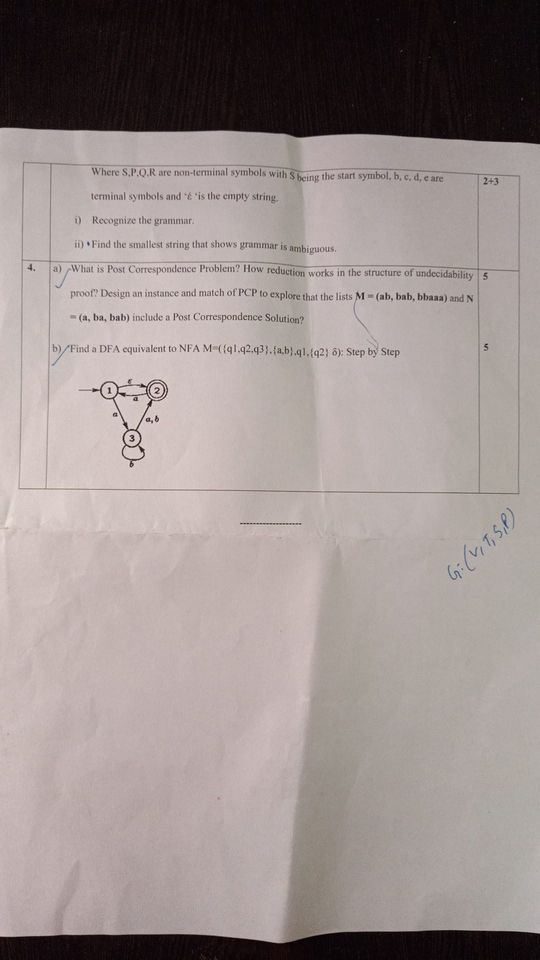 Where S,P,Q,R are non-terminal symbols with S being the start symbol, b, c, d, e are 2+3
terminal symbols and ‘έ ‘is the empty string.
i) Recognize the grammar.
ii) Find the smallest string that shows grammar is ambiguous.
4. a) What is Post Correspondence Problem? How reduction works in the structure of undecidability 5
proof? Design an instance and match of PCP to explore that the lists M = (ab, bab, bbaaa) and N
= (a, ba, bab) include a Post Correspondence Solution?
b) Find a DFA equivalent to NFA M=({q1,q2,q3},{a,b},q1,{q2} δ): Step by Step 5
1 ε 2
a
a a, b
3
b
G:(V,T,S,P)